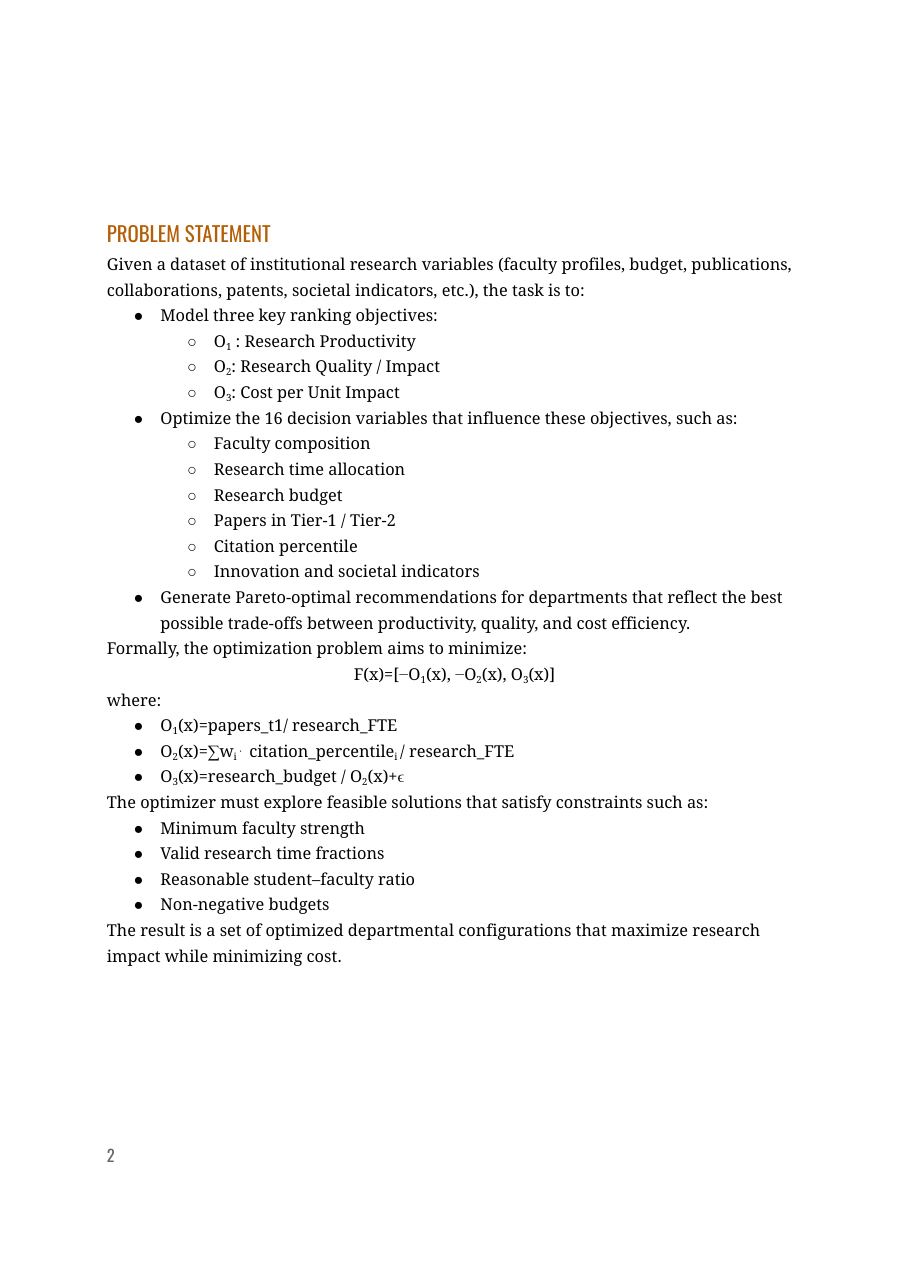 PROBLEM STATEMENT
Given a dataset of institutional research variables (faculty profiles, budget, publications,
collaborations, patents, societal indicators, etc.), the task is to:
● Model three key ranking objectives:
○ O₁ : Research Productivity
○ O₂: Research Quality / Impact
○ O₃: Cost per Unit Impact
● Optimize the 16 decision variables that influence these objectives, such as:
○ Faculty composition
○ Research time allocation
○ Research budget
○ Papers in Tier-1 / Tier-2
○ Citation percentile
○ Innovation and societal indicators
● Generate Pareto-optimal recommendations for departments that reflect the best
possible trade-offs between productivity, quality, and cost efficiency.
Formally, the optimization problem aims to minimize:
F(x)=[−O₁(x), −O₂(x), O₃(x)]
where:
● O₁(x)=papers_t1/ research_FTE
● O₂(x)=∑wᵢ · citation_percentileᵢ / research_FTE
● O₃(x)=research_budget / O₂(x)+ϵ
The optimizer must explore feasible solutions that satisfy constraints such as:
● Minimum faculty strength
● Valid research time fractions
● Reasonable student–faculty ratio
● Non-negative budgets
The result is a set of optimized departmental configurations that maximize research
impact while minimizing cost.
2